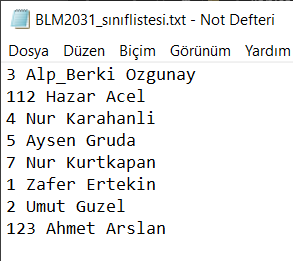 BLM2031_sınıflistesi.txt - Not Defteri
Dosya Düzen Biçim Görünüm Yardım
3 Alp_Berki Ozgunay
112 Hazar Acel
4 Nur Karahanli
5 Aysen Gruda
7 Nur Kurtkapan
1 Zafer Ertekin
2 Umut Guzel
123 Ahmet Arslan